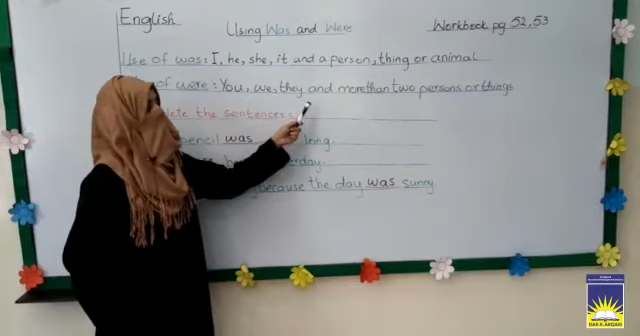 English
Using Was and Were
Workbook pg 52,53
Use of was: I, he, she, it and a person, thing or animal
of were: You, we, they and more than two persons or things
the sentences:
pencil was long.
because the day was sunny.
DAR-E-ARQAM